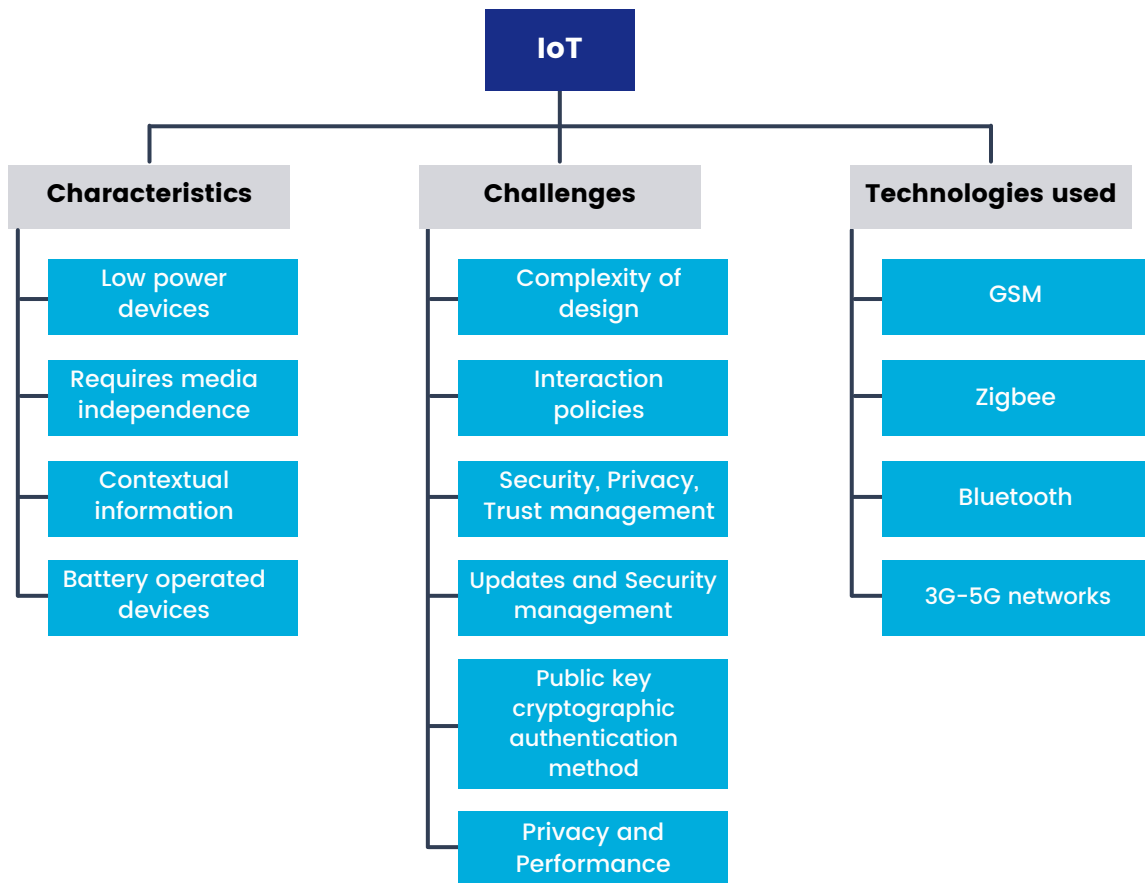 IoT
Characteristics
Low power
devices
Requires media
independence
Contextual
information
Battery operated
devices
Challenges
Complexity of
design
Interaction
policies
Security, Privacy,
Trust management
Updates and Security
management
Public key
cryptographic
authentication
method
Privacy and
Performance
Technologies used
GSM
Zigbee
Bluetooth
3G-5G networks